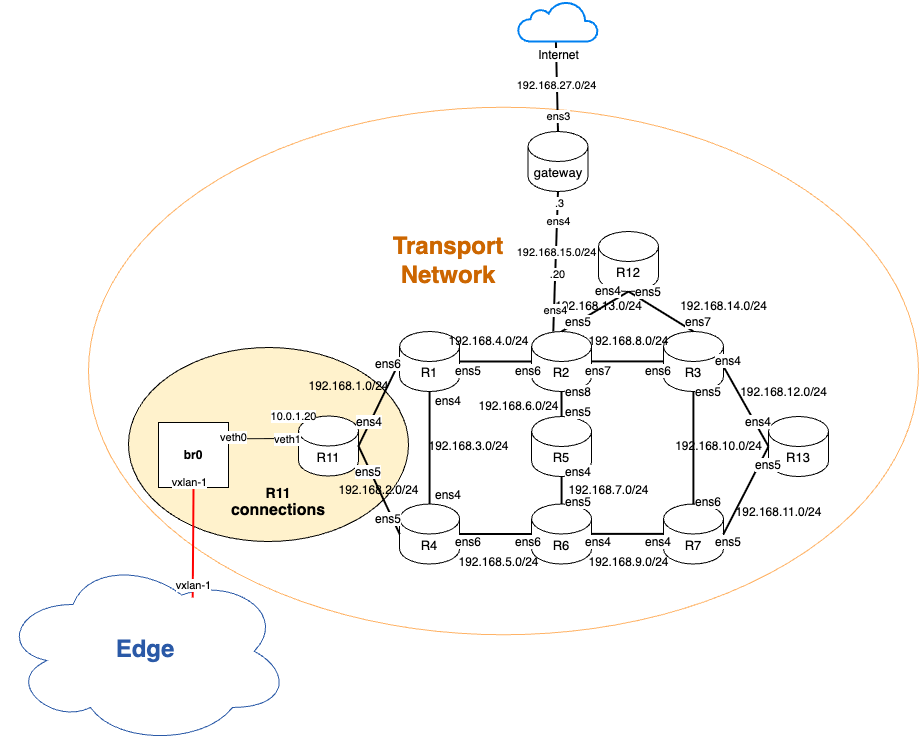 Internet
192.168.27.0/24
ens3
gateway
.3
ens4
192.168.15.0/24
.20
ens4
Transport
Network
R12
ens4
ens5
192.168.13.0/24
192.168.14.0/24
ens5
ens7
192.168.4.0/24
192.168.8.0/24
ens6
R1
ens5
ens6
R2
ens7
ens6
R3
ens4
192.168.1.0/24
ens4
ens8
ens5
192.168.12.0/24
192.168.6.0/24
ens5
10.0.1.20
ens4
ens4
veth0
veth1
192.168.3.0/24
192.168.10.0/24
br0
R11
R5
R13
ens5
ens4
ens5
vxlan-1
192.168.2.0/24
192.168.7.0/24
R11
connections
ens4
ens5
ens6
192.168.11.0/24
ens5
R4
ens6
ens6
R6
ens4
ens4
R7
ens5
192.168.5.0/24
192.168.9.0/24
vxlan-1
Edge